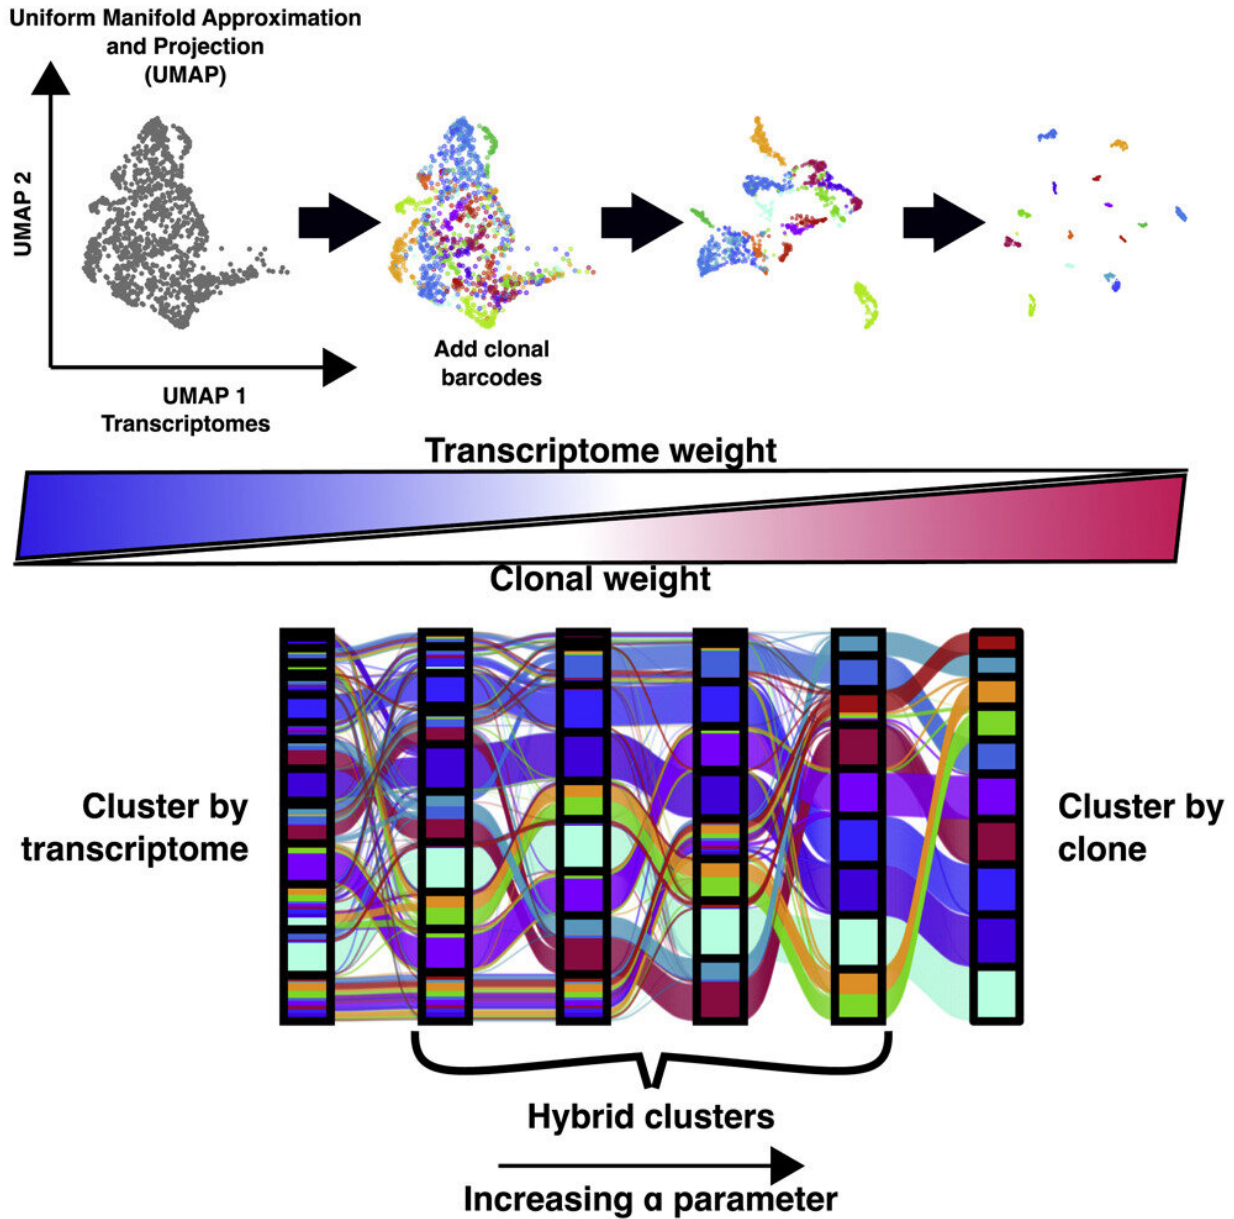 Uniform Manifold Approximation
and Projection
(UMAP)
UMAP 2
Add clonal
barcodes
UMAP 1
Transcriptomes
Transcriptome weight
Clonal weight
Cluster by
transcriptome
Cluster by
clone
Hybrid clusters
Increasing α parameter